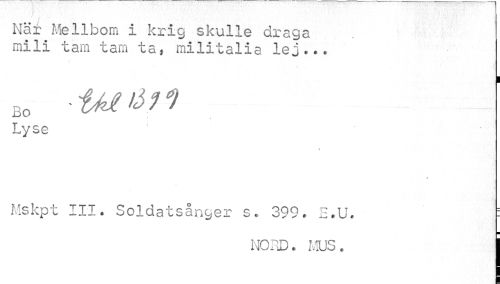 När Mellbom i krig skulle draga
mili tam tam ta, militalia lej...
Ekl 1399
Bo
Lyse
Mskpt III. Soldatsånger s. 399. E.U.
NORD. MUS.